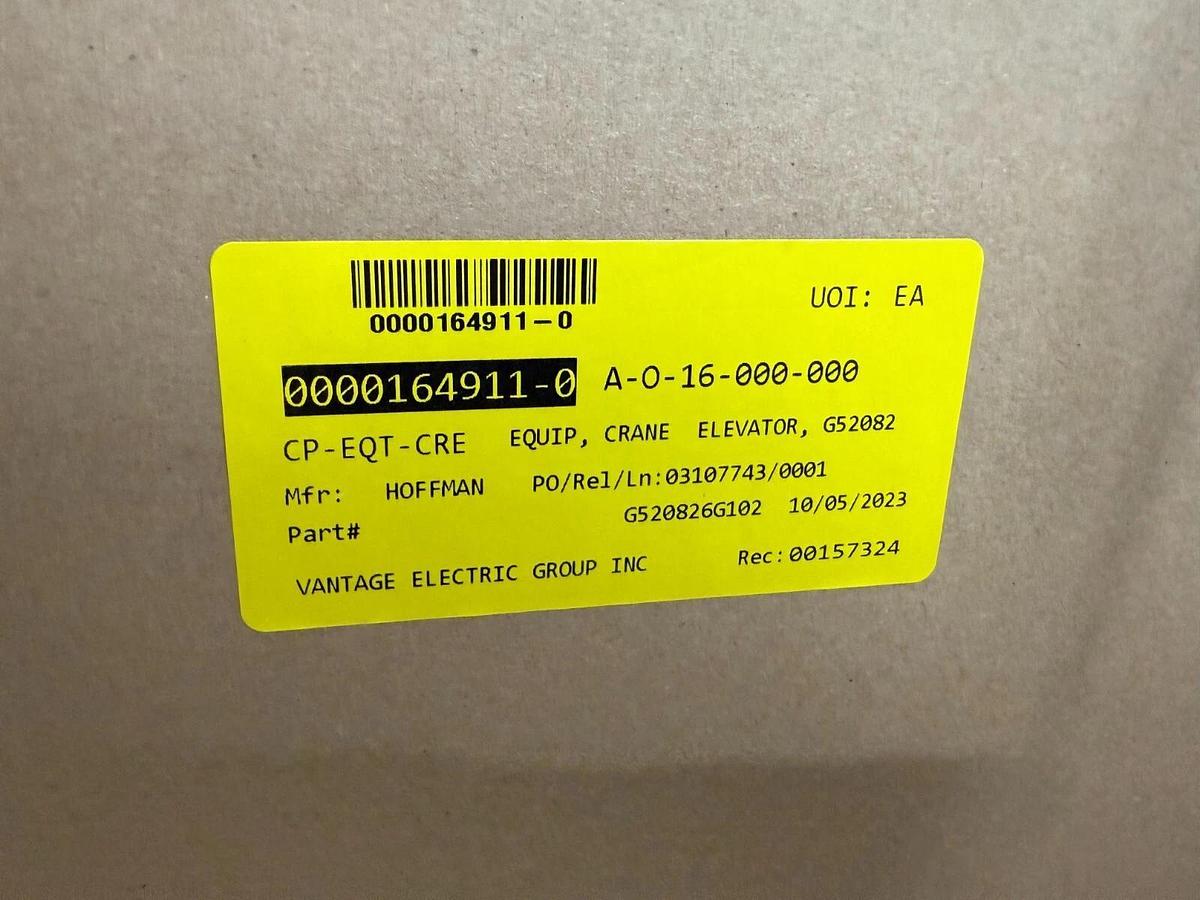 UOI: EA
0000164911-0
0000164911-0 A-O-16-000-000
CP-EQT-CRE EQUIP, CRANE ELEVATOR, G52082
Mfr: HOFFMAN PO/Rel/Ln:03107743/0001
Part# G520826G102 10/05/2023
VANTAGE ELECTRIC GROUP INC Rec:00157324